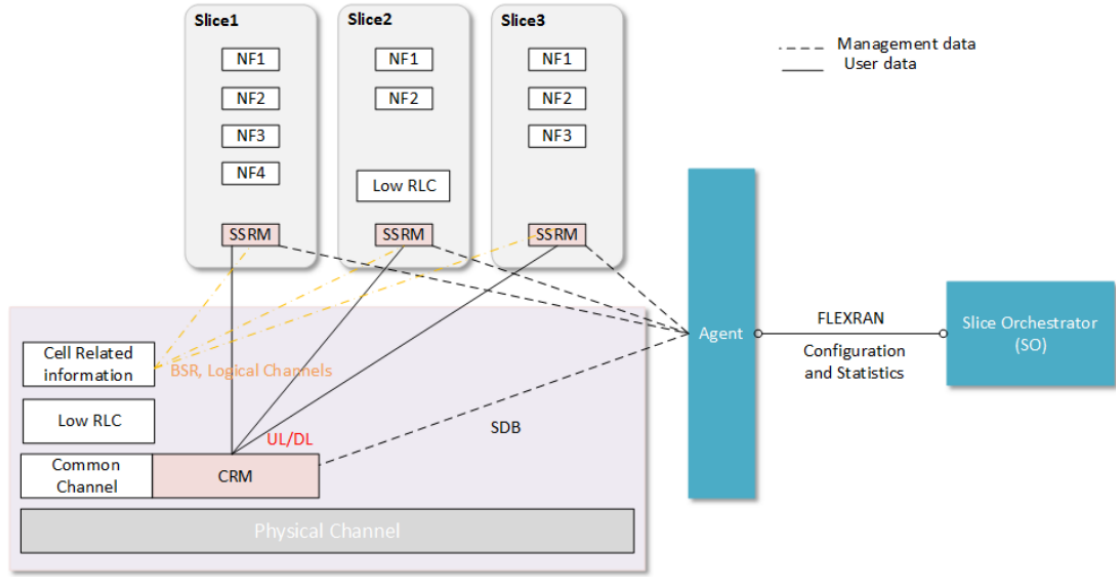 Slice1
NF1
NF2
NF3
NF4
SSRM
Slice2
NF1
NF2
Low RLC
SSRM
Slice3
NF1
NF2
NF3
SSRM
Management data
User data
Cell Related
information
BSR, Logical Channels
Low RLC
UL/DL
Common
Channel
CRM
Physical Channel
SDB
Agent
FLEXRAN
Configuration
and Statistics
Slice Orchestrator
(SO)